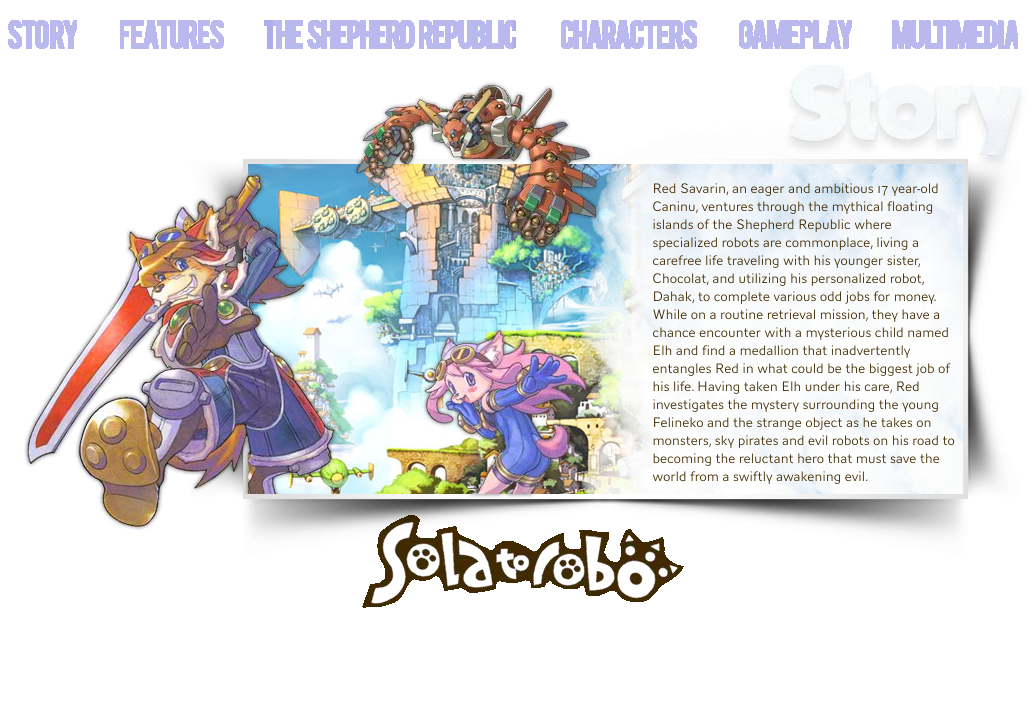 STORY FEATURES THE SHEPHERD REPUBLIC CHARACTERS GAMEPLAY MULTIMEDIA
Story
Red Savarin, an eager and ambitious 17 year-old
Caninu, ventures through the mythical floating
islands of the Shepherd Republic where
specialized robots are commonplace, living a
carefree life traveling with his younger sister,
Chocolat, and utilizing his personalized robot,
Dahak, to complete various odd jobs for money.
While on a routine retrieval mission, they have a
chance encounter with a mysterious child named
Elh and find a medallion that inadvertently
entangles Red in what could be the biggest job of
his life. Having taken Elh under his care, Red
investigates the mystery surrounding the young
Felineko and the strange object as he takes on
monsters, sky pirates and evil robots on his road to
becoming the reluctant hero that must save the
world from a swiftly awakening evil.
Solatorobo